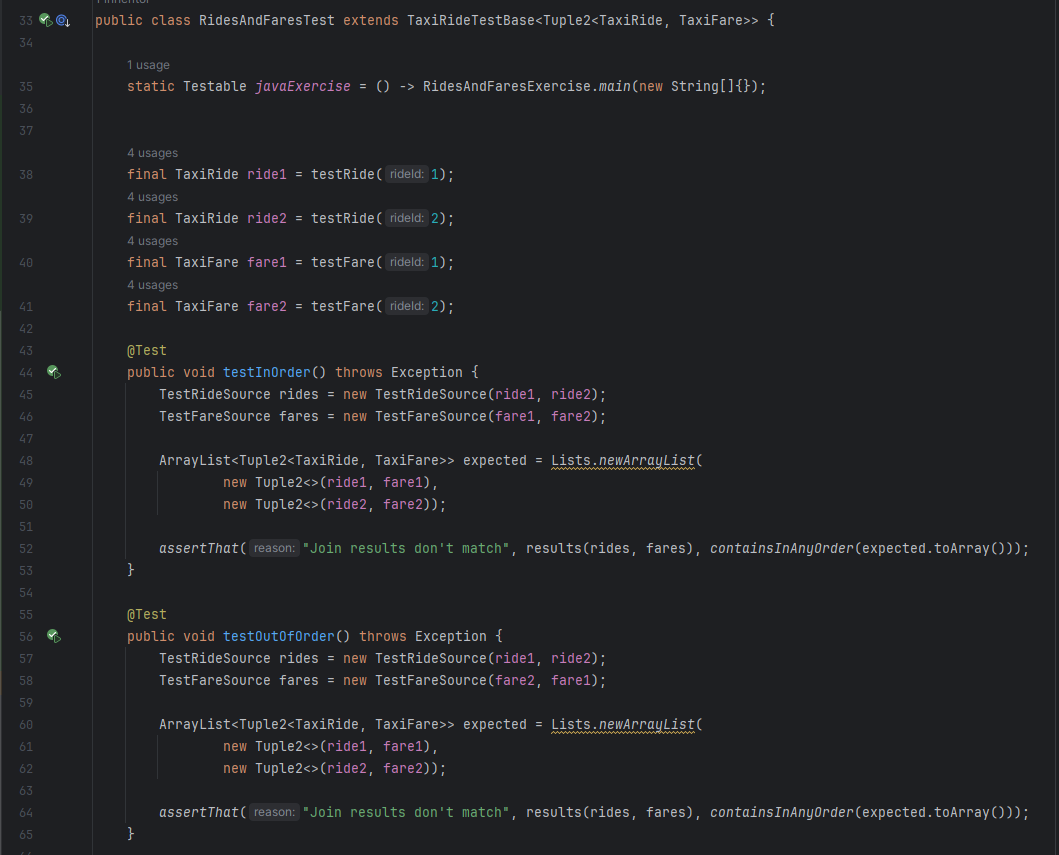 33 public class RidesAndFaresTest extends TaxiRideTestBase<Tuple2<TaxiRide, TaxiFare>> {
34
1 usage
35 static Testable javaExercise = () -> RidesAndFaresExercise.main(new String[]{});
36
37
4 usages
38 final TaxiRide ride1 = testRide( rideId: 1);
4 usages
39 final TaxiRide ride2 = testRide( rideId: 2);
4 usages
40 final TaxiFare fare1 = testFare( rideId: 1);
4 usages
41 final TaxiFare fare2 = testFare( rideId: 2);
42
43 @Test
44 public void testInOrder() throws Exception {
45 TestRideSource rides = new TestRideSource(ride1, ride2);
46 TestFareSource fares = new TestFareSource(fare1, fare2);
47
48 ArrayList<Tuple2<TaxiRide, TaxiFare>> expected = Lists.newArrayList(
49 new Tuple2<>(ride1, fare1),
50 new Tuple2<>(ride2, fare2));
51
52 assertThat( reason: "Join results don't match", results(rides, fares), containsInAnyOrder(expected.toArray()));
53 }
54
55 @Test
56 public void testOutOfOrder() throws Exception {
57 TestRideSource rides = new TestRideSource(ride1, ride2);
58 TestFareSource fares = new TestFareSource(fare2, fare1);
59
60 ArrayList<Tuple2<TaxiRide, TaxiFare>> expected = Lists.newArrayList(
61 new Tuple2<>(ride1, fare1),
62 new Tuple2<>(ride2, fare2));
63
64 assertThat( reason: "Join results don't match", results(rides, fares), containsInAnyOrder(expected.toArray()));
65 }